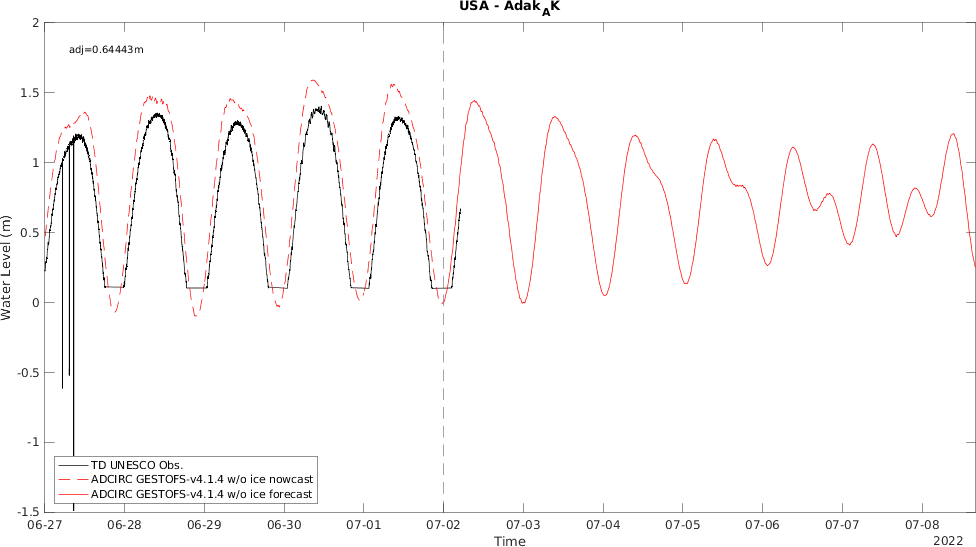 USA - Adak_AK
adj=0.64443m
2
1.5
1
0.5
0
-0.5
-1
-1.5
Water Level (m)
TD UNESCO Obs.
ADCIRC GESTOFS-v4.1.4 w/o ice nowcast
ADCIRC GESTOFS-v4.1.4 w/o ice forecast
06-27 06-28 06-29 06-30 07-01 07-02 07-03 07-04 07-05 07-06 07-07 07-08
Time
2022